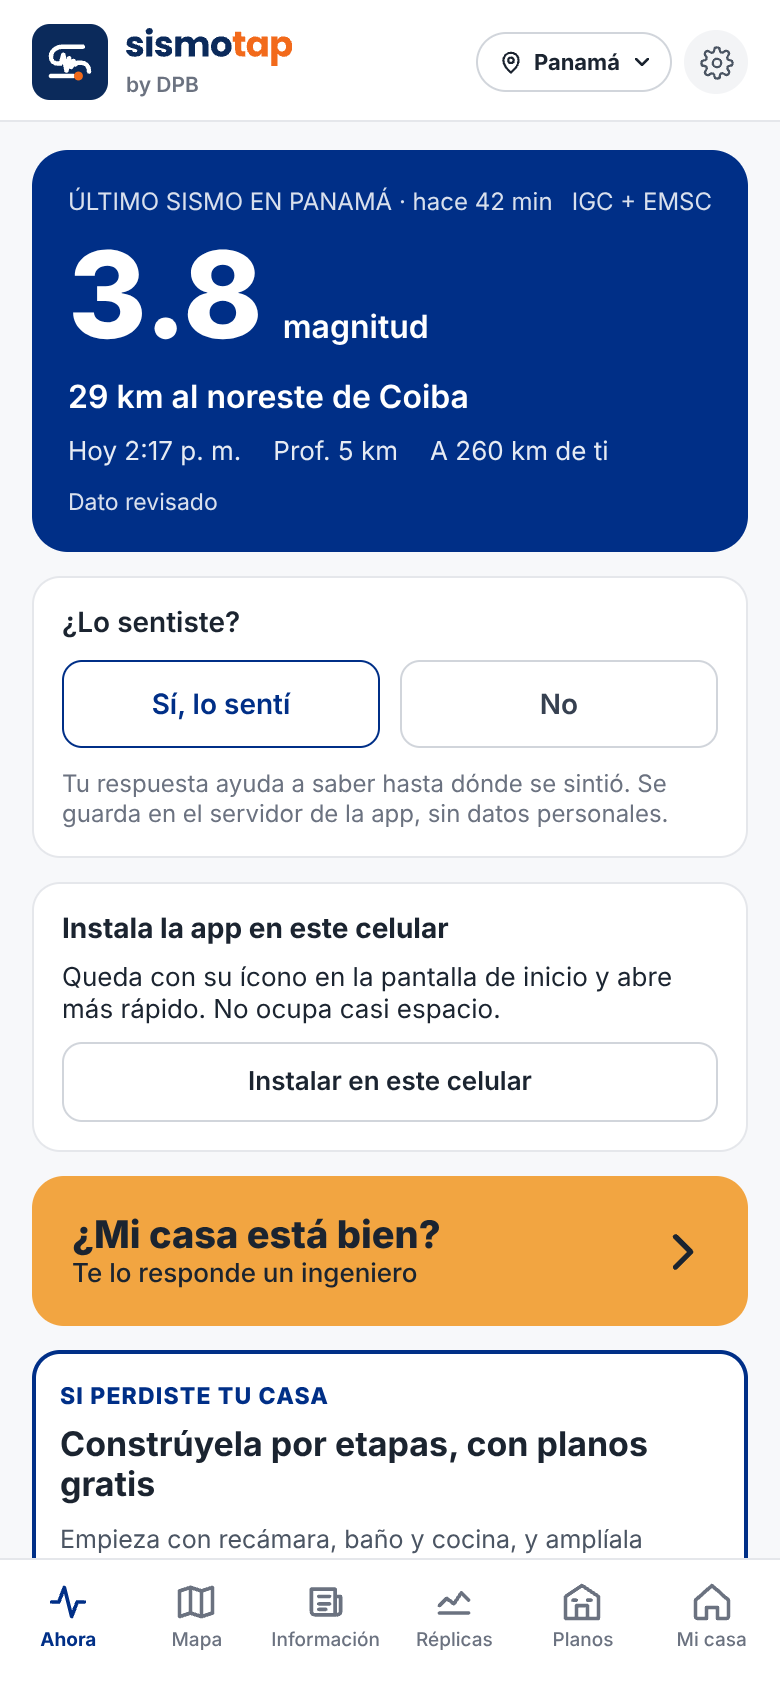 sismotap
by DPB
Panamá
ÚLTIMO SISMO EN PANAMÁ · hace 42 min IGC + EMSC
3.8 magnitud
29 km al noreste de Coiba
Hoy 2:17 p. m. Prof. 5 km A 260 km de ti
Dato revisado
¿Lo sentiste?
Sí, lo sentí No
Tu respuesta ayuda a saber hasta dónde se sintió. Se
guarda en el servidor de la app, sin datos personales.
Instala la app en este celular
Queda con su ícono en la pantalla de inicio y abre
más rápido. No ocupa casi espacio.
Instalar en este celular
¿Mi casa está bien?
Te lo responde un ingeniero
SI PERDISTE TU CASA
Constrúyela por etapas, con planos
gratis
Empieza con recámara, baño y cocina, y amplíala
Ahora Mapa Información Réplicas Planos Mi casa